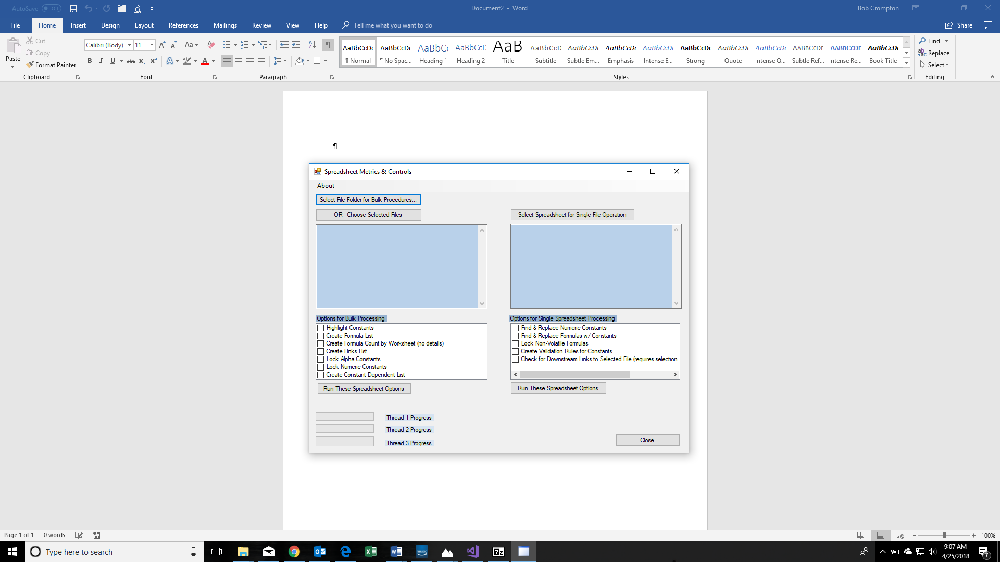 AutoSave Off
Document2 - Word
Bob Crompton
File Home Insert Design Layout References Mailings Review View Help Tell me what you want to do
Share
Paste
Cut
Copy
Format Painter
Clipboard
Calibri (Body) 11
Aa
B I U abc x₂ x² A A
Font
Paragraph
AaBbCcDc AaBbCcDc AaBbCc AaBbCcD AaB AaBbCcD AaBbCcDc AaBbCcDc AaBbCcDc AaBbCcDc AaBbCcDc AaBbCcDc AABBCCDD AABBCCDD AaBbCcDc
¶ Normal ¶ No Spac... Heading 1 Heading 2 Title Subtitle Subtle Em... Emphasis Intense E... Strong Quote Intense Q... Subtle Ref... Intense Re... Book Title
Styles
Find
Replace
Select
Editing
¶
Spreadsheet Metrics & Controls
About
Select File Folder for Bulk Procedures...
OR - Choose Selected Files
Select Spreadsheet for Single File Operation
Options for Bulk Processing
Highlight Constants
Create Formula List
Create Formula Count by Worksheet (no details)
Create Links List
Lock Alpha Constants
Lock Numeric Constants
Create Constant Dependent List
Run These Spreadsheet Options
Options for Single Spreadsheet Processing
Find & Replace Numeric Constants
Find & Replace Formulas w/ Constants
Lock Non-Volatile Formulas
Create Validation Rules for Constants
Check for Downstream Links to Selected File (requires selection
Run These Spreadsheet Options
Thread 1 Progress
Thread 2 Progress
Thread 3 Progress
Close
Page 1 of 1 0 words
100%
Type here to search
music
7z
9:07 AM
4/25/2018
7